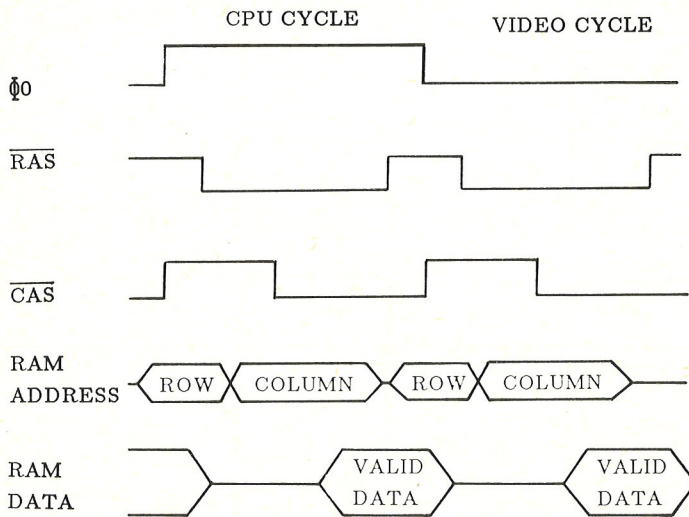 CPU CYCLE
VIDEO CYCLE
Φ0
RAS
CAS
RAM
ADDRESS
ROW
COLUMN
ROW
COLUMN
RAM
DATA
VALID
DATA
VALID
DATA